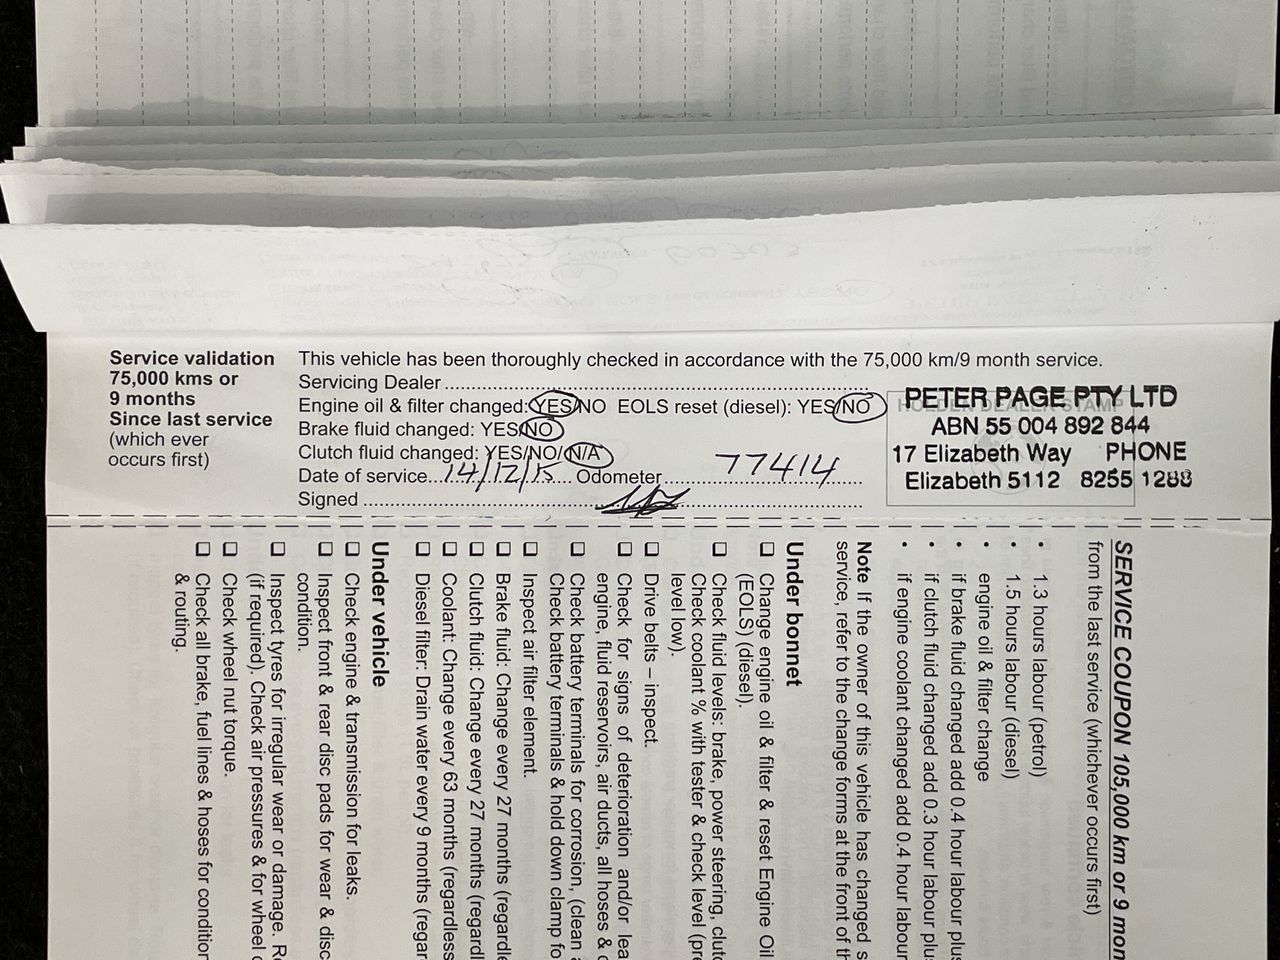 Service validation
75,000 kms or
9 months
Since last service
(which ever
occurs first)
This vehicle has been thoroughly checked in accordance with the 75,000 km/9 month service.
Servicing Dealer
Engine oil & filter changed: YES/NO EOLS reset (diesel): YES/NO
Brake fluid changed: YES/NO
Clutch fluid changed: YES/NO/N/A
Date of service 14/12/15 Odometer 77414
Signed
HOLDEN DEALER STAMP
PETER PAGE PTY LTD
ABN 55 004 892 844
17 Elizabeth Way PHONE
Elizabeth 5112 8255 1288
SERVICE COUPON 105,000 km or 9 mon
from the last service (whichever occurs first)
• 1.3 hours labour (petrol)
• 1.5 hours labour (diesel)
• engine oil & filter change
• if brake fluid changed add 0.4 hour labour plus
• if clutch fluid changed add 0.3 hour labour plus
• if engine coolant changed add 0.4 hour labour
Note If the owner of this vehicle has changed s
service, refer to the change forms at the front of th
Under bonnet
❑ Change engine oil & filter & reset Engine Oil
(EOLS) (diesel).
❑ Check fluid levels: brake, power steering, clutc
Check coolant % with tester & check level (pre
level low).
❑ Drive belts – inspect.
❑ Check for signs of deterioration and/or lea
engine, fluid reservoirs, air ducts, all hoses & c
❑ Check battery terminals for corrosion, (clean a
Check battery terminals & hold down clamp fo
❑ Inspect air filter element.
❑ Brake fluid: Change every 27 months (regardle
❑ Clutch fluid: Change every 27 months (regardl
❑ Coolant: Change every 63 months (regardless
❑ Diesel filter: Drain water every 9 months (regar
Under vehicle
❑ Check engine & transmission for leaks.
❑ Inspect front & rear disc pads for wear & disc
condition.
❑ Inspect tyres for irregular wear or damage. Ro
(if required). Check air pressures & for wheel d
❑ Check wheel nut torque.
❑ Check all brake, fuel lines & hoses for condition
& routing.